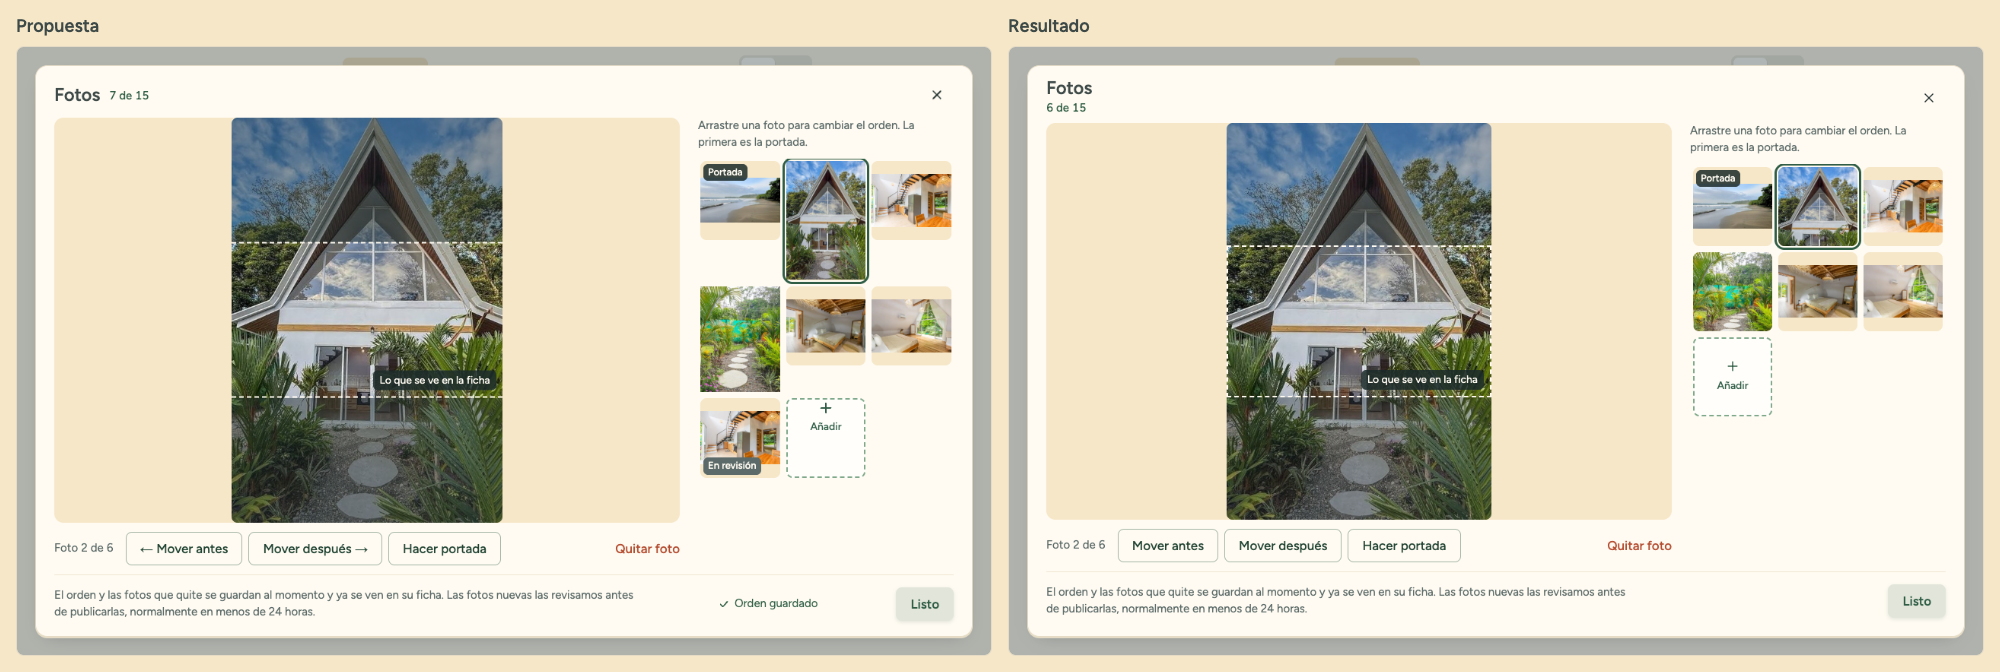 Propuesta
Fotos 7 de 15
Arrastre una foto para cambiar el orden. La
primera es la portada.
Portada
Lo que se ve en la ficha
En revisión
+
Añadir
Foto 2 de 6
← Mover antes
Mover después →
Hacer portada
Quitar foto
El orden y las fotos que quite se guardan al momento y ya se ven en su ficha. Las fotos nuevas las revisamos antes
de publicarlas, normalmente en menos de 24 horas.
✓ Orden guardado
Listo
Resultado
Fotos
6 de 15
Arrastre una foto para cambiar el orden. La
primera es la portada.
Portada
Lo que se ve en la ficha
+
Añadir
Foto 2 de 6
Mover antes
Mover después
Hacer portada
Quitar foto
El orden y las fotos que quite se guardan al momento y ya se ven en su ficha. Las fotos nuevas las revisamos antes
de publicarlas, normalmente en menos de 24 horas.
Listo